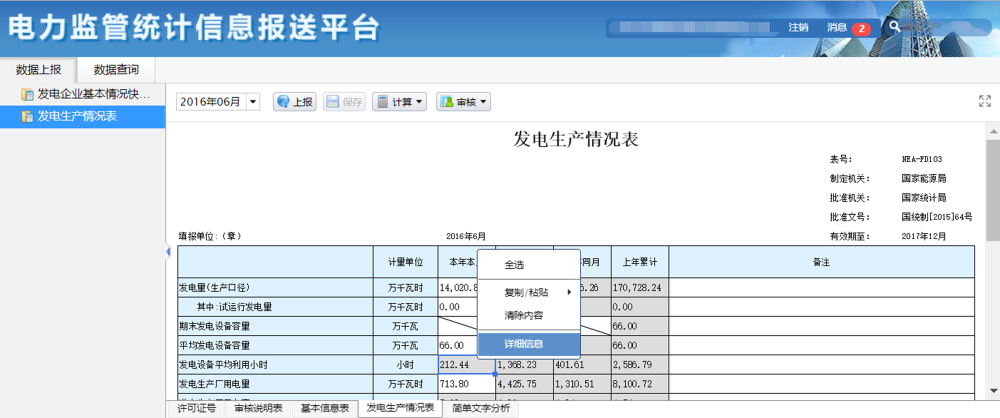 电力监管统计信息报送平台
注销 消息 2
数据上报 数据查询
发电企业基本情况快...
发电生产情况表
2016年06月 上报 保存 计算 审核
发电生产情况表
表号: NEA-FD103
制定机关: 国家能源局
批准机关: 国家统计局
批准文号: 国统制[2015]64号
填报单位:(章) 2016年6月 有效期至: 2017年12月
计量单位 本年本 同月 上年累计 备注
发电量(生产口径) 万千瓦时 14,020.8 6.26 170,728.24
其中:试运行发电量 万千瓦时 0.00 0.00
期末发电设备容量 万千瓦 66.00
平均发电设备容量 万千瓦 66.00 66.00
发电设备平均利用小时 小时 212.44 1,368.23 401.61 2,586.79
发电生产厂用电量 万千瓦时 713.80 4,425.75 1,310.51 8,100.72
全选
复制/粘贴
清除内容
详细信息
许可证号 审核说明表 基本信息表 发电生产情况表 简单文字分析